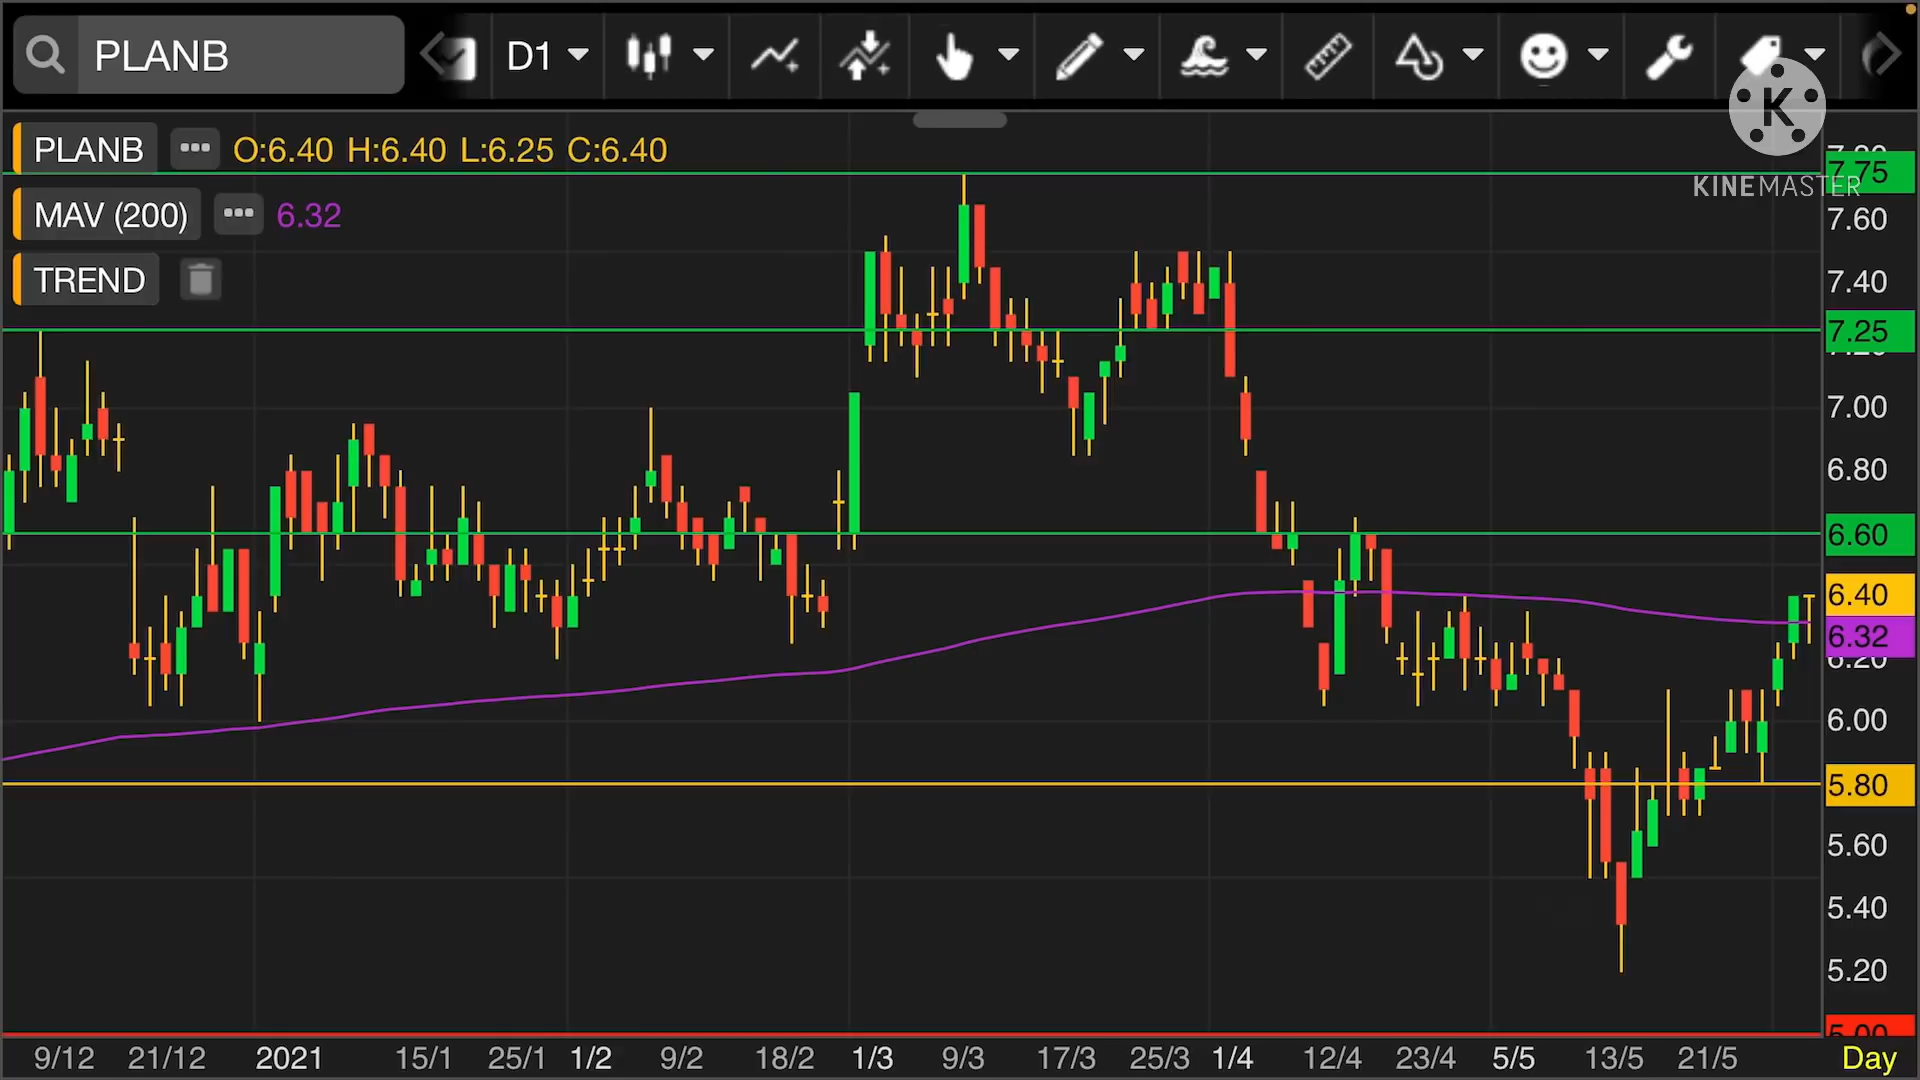 PLANB D1
PLANB O:6.40 H:6.40 L:6.25 C:6.40
MAV (200) 6.32
TREND
K
KINEMASTER
7.75
7.60
7.40
7.25
7.00
6.80
6.60
6.40
6.32
6.20
6.00
5.80
5.60
5.40
5.20
5.00
9/12 21/12 2021 15/1 25/1 1/2 9/2 18/2 1/3 9/3 17/3 25/3 1/4 12/4 23/4 5/5 13/5 21/5 Day